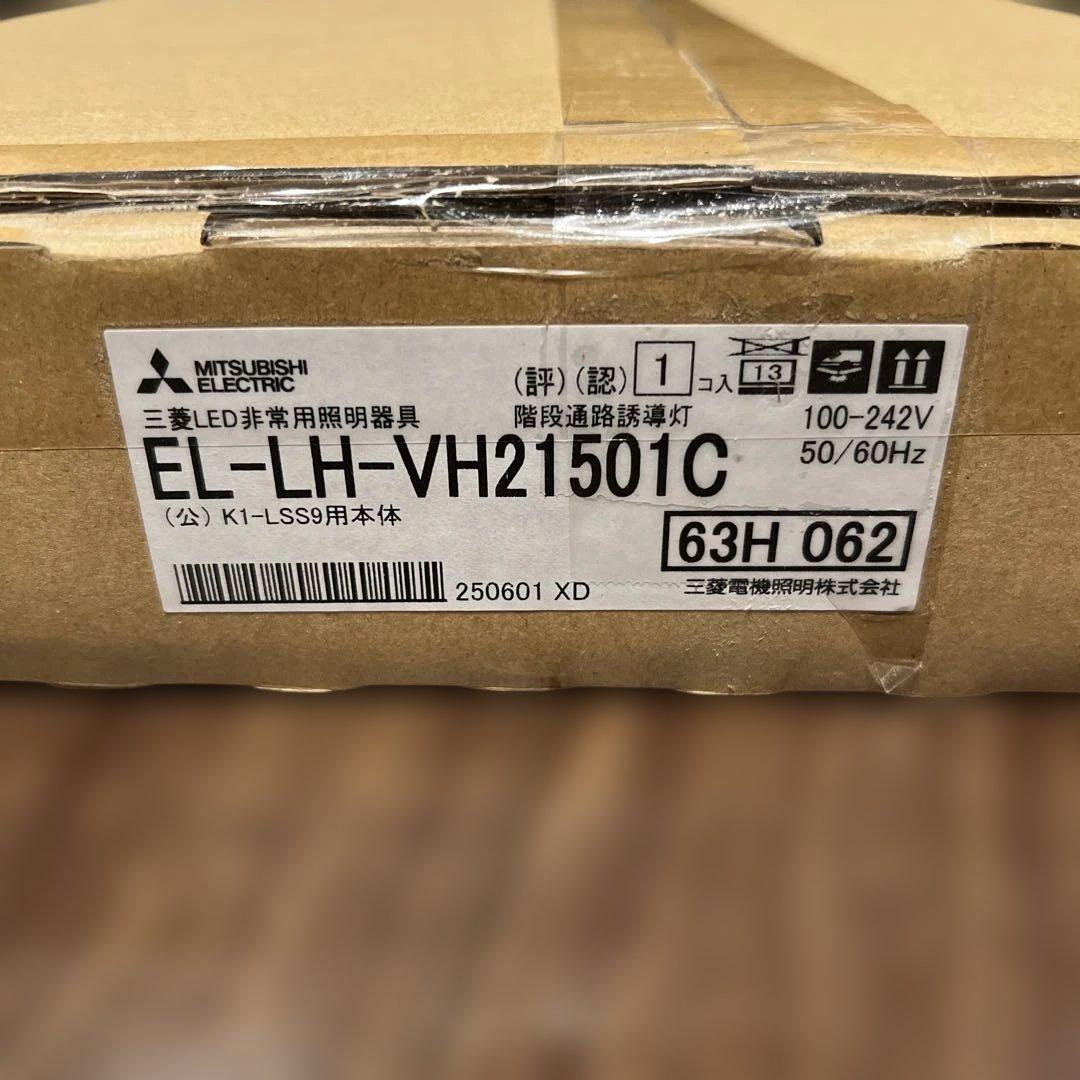 MITSUBISHI
ELECTRIC
(評)(認) 1 コ入 13
三菱LED非常用照明器具 階段通路誘導灯 100-242V
EL-LH-VH21501C 50/60Hz
(公) K1-LSS9用本体
63H 062
250601 XD
三菱電機照明株式会社